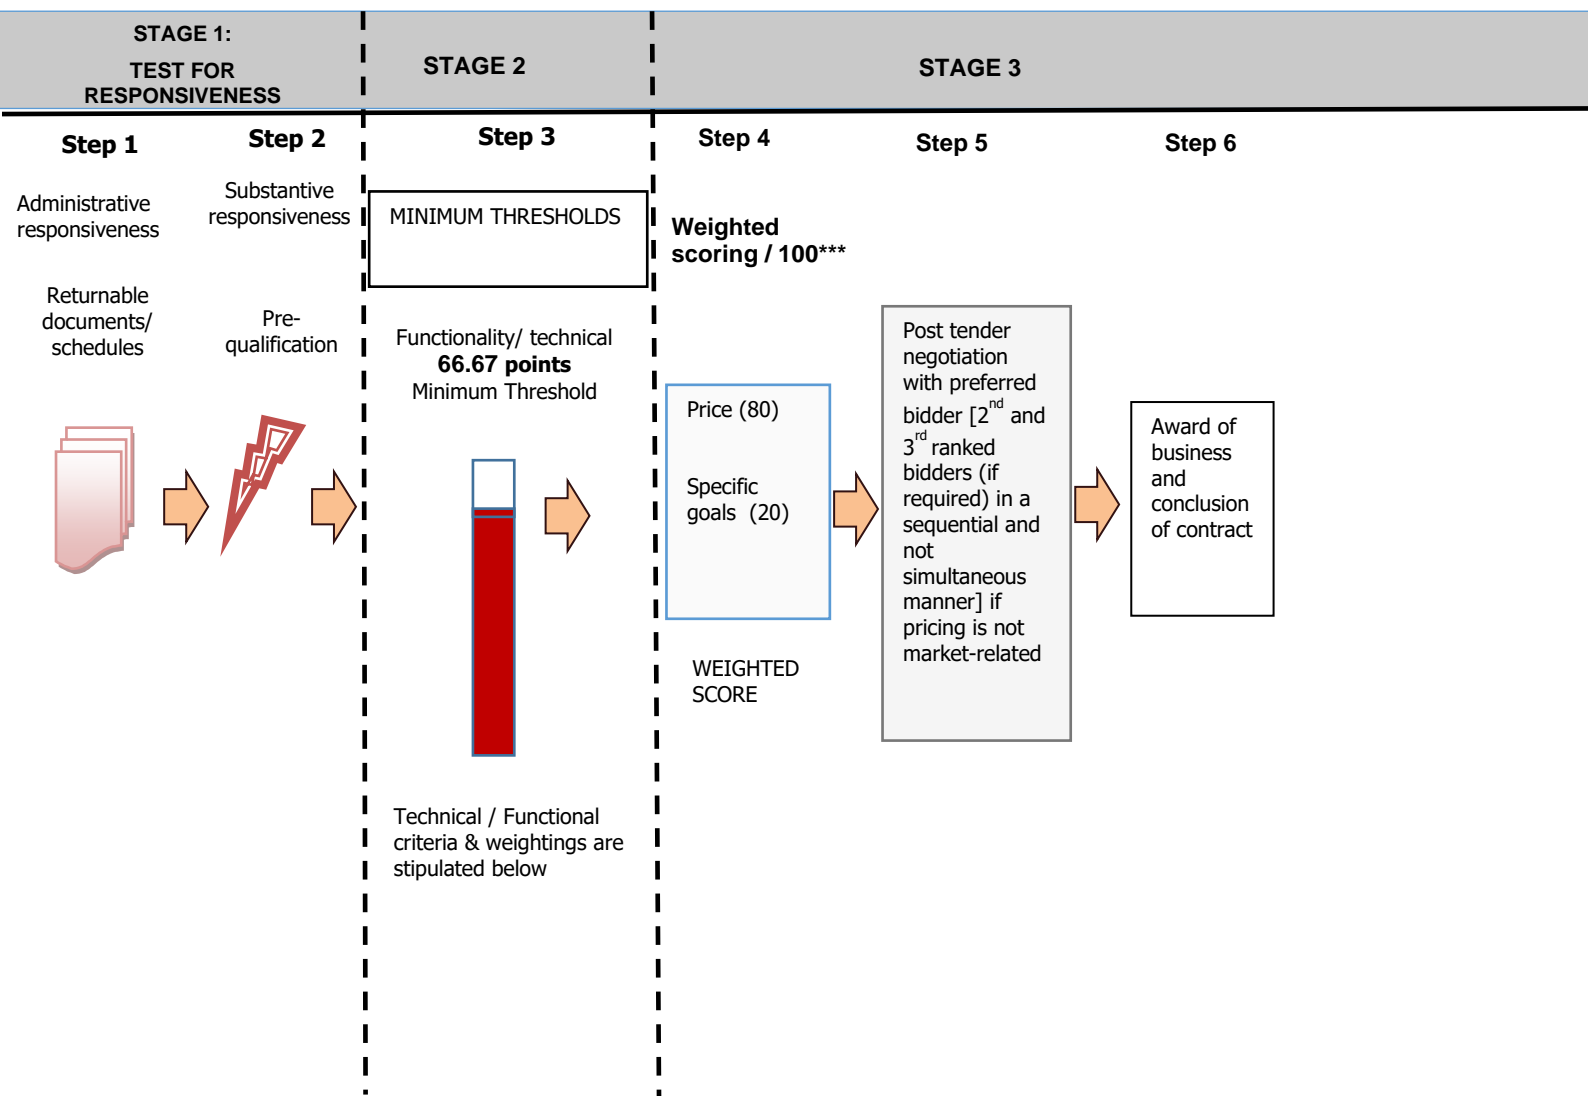 STAGE 1:
TEST FOR
RESPONSIVENESS
STAGE 2
STAGE 3
Step 1
Step 2
Step 3
Step 4
Step 5
Step 6
Administrative
responsiveness
Returnable
documents/
schedules
Substantive
responsiveness
Pre-
qualification
MINIMUM THRESHOLDS
Functionality/ technical
66.67 points
Minimum Threshold
Technical / Functional
criteria & weightings are
stipulated below
Weighted
scoring / 100***
Price (80)
Specific
goals (20)
WEIGHTED
SCORE
Post tender
negotiation
with preferred
bidder [2nd and
3rd ranked
bidders (if
required) in a
sequential and
not
simultaneous
manner] if
pricing is not
market-related
Award of
business
and
conclusion
of contract